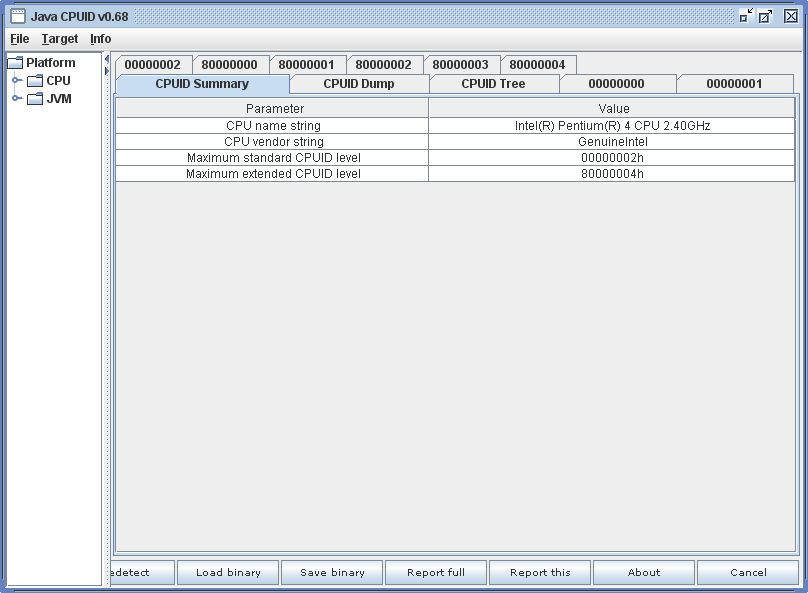 Java CPUID v0.68
File Target Info
Platform
CPU
JVM
00000002 80000000 80000001 80000002 80000003 80000004
CPUID Summary CPUID Dump CPUID Tree 00000000 00000001
Parameter Value
CPU name string Intel(R) Pentium(R) 4 CPU 2.40GHz
CPU vendor string GenuineIntel
Maximum standard CPUID level 00000002h
Maximum extended CPUID level 80000004h
edetect Load binary Save binary Report full Report this About Cancel